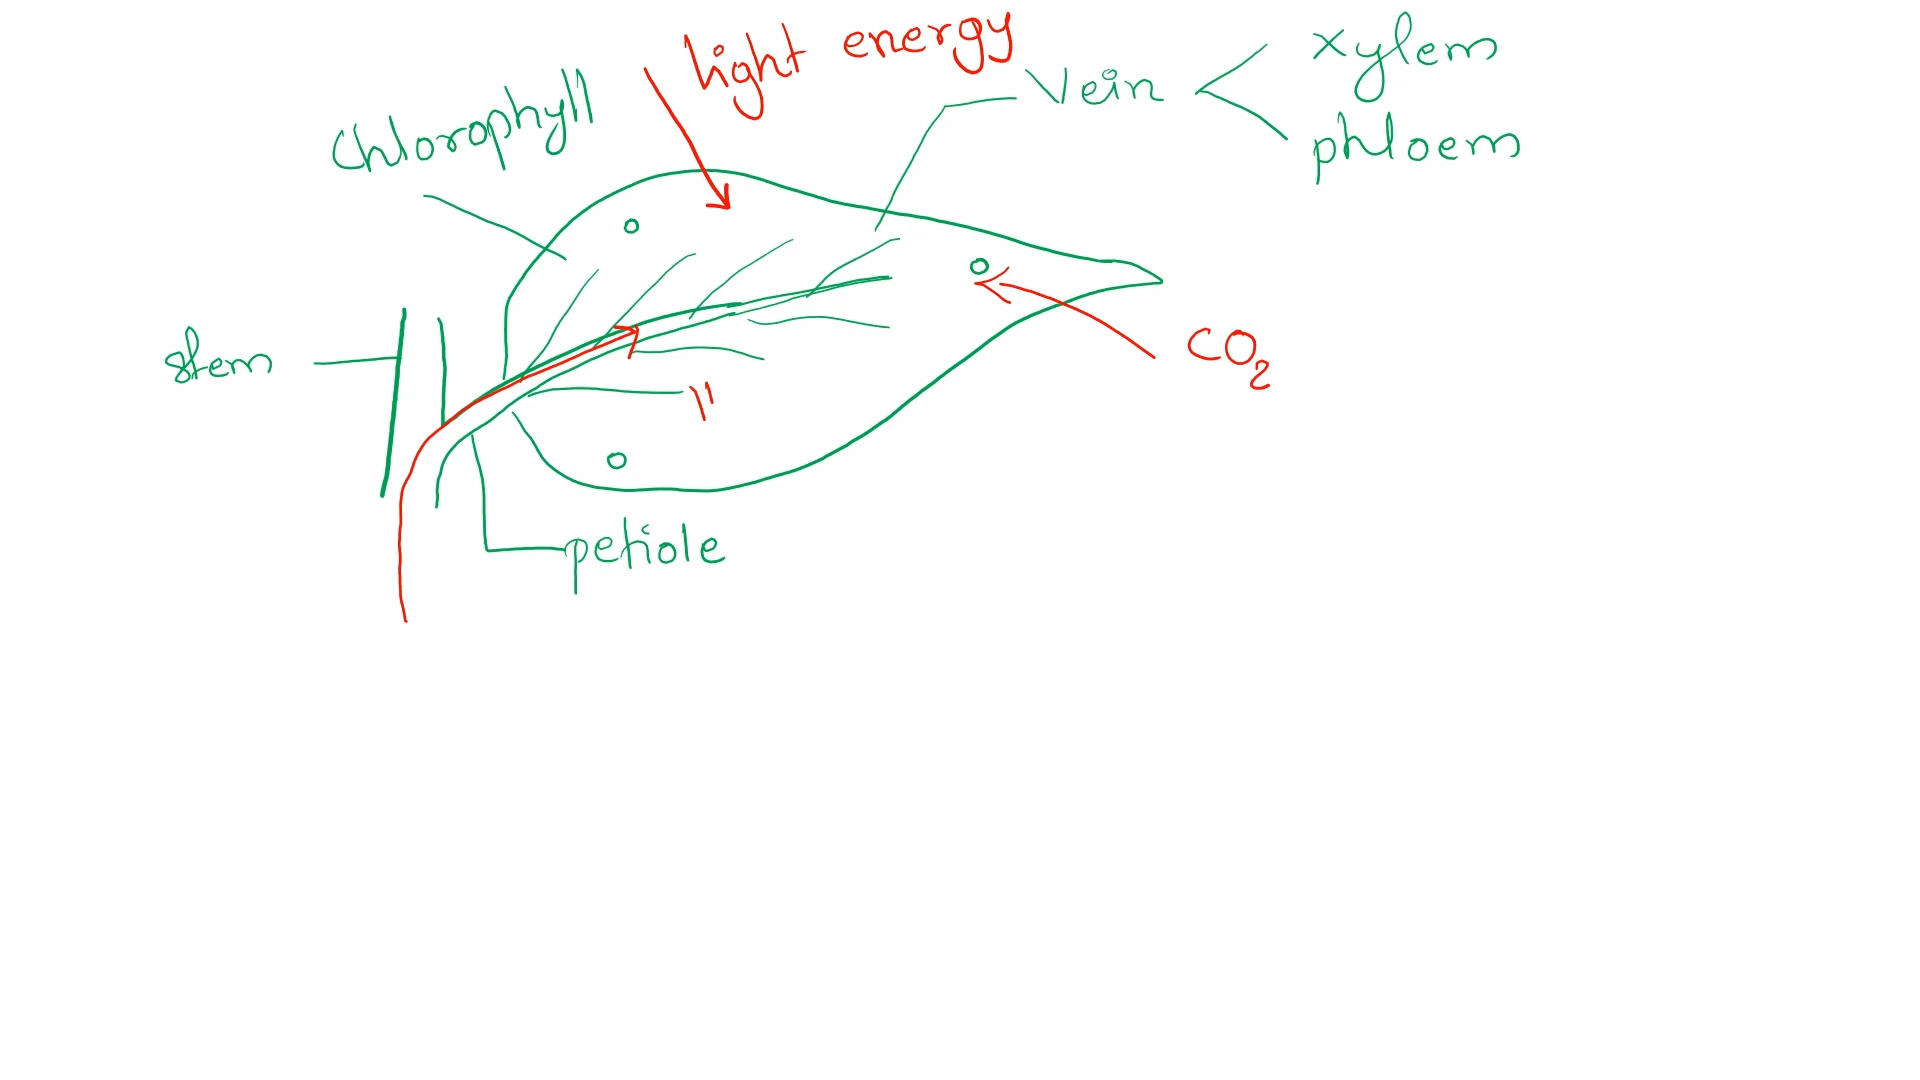 light energy
xylem
Vein
Chlorophyll
phloem
stem
CO2
petiole